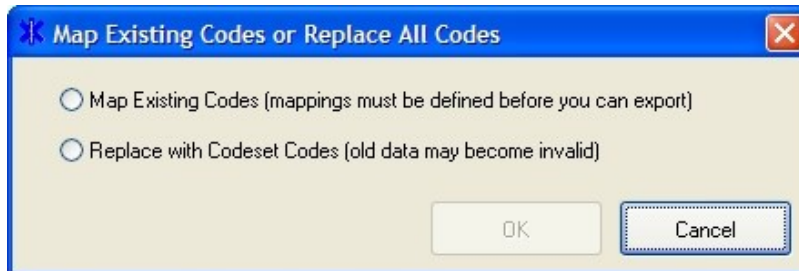 Map Existing Codes or Replace All Codes
Map Existing Codes (mappings must be defined before you can export)
Replace with Codeset Codes (old data may become invalid)
OK Cancel